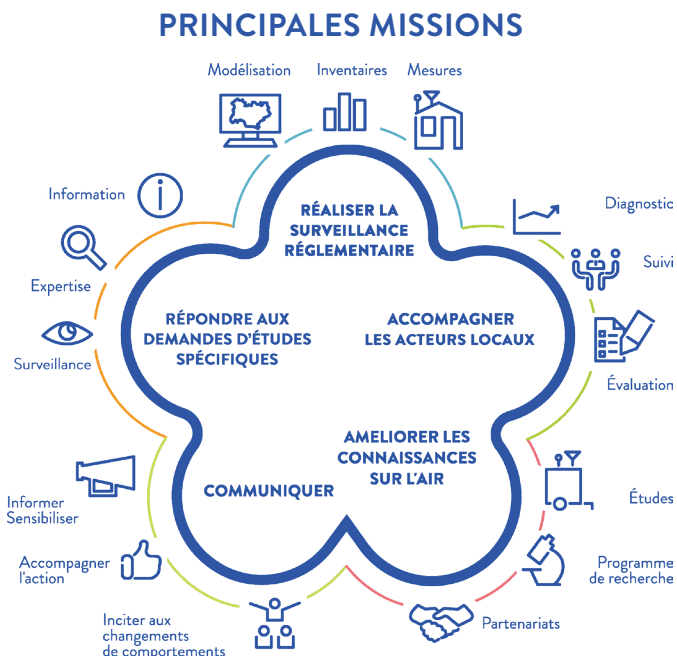 PRINCIPALES MISSIONS
Modélisation
Inventaires
Mesures
Information
Expertise
Surveillance
Diagnostic
Suivi
Évaluation
RÉALISER LA
SURVEILLANCE
RÉGLEMENTAIRE
RÉPONDRE AUX
DEMANDES D'ÉTUDES
SPÉCIFIQUES
ACCOMPAGNER
LES ACTEURS LOCAUX
AMELIORER LES
CONNAISSANCES
SUR L'AIR
COMMUNIQUER
Informer
Sensibiliser
Accompagner
l'action
Inciter aux
changements
de comportements
Études
Programme
de recherche
Partenariats